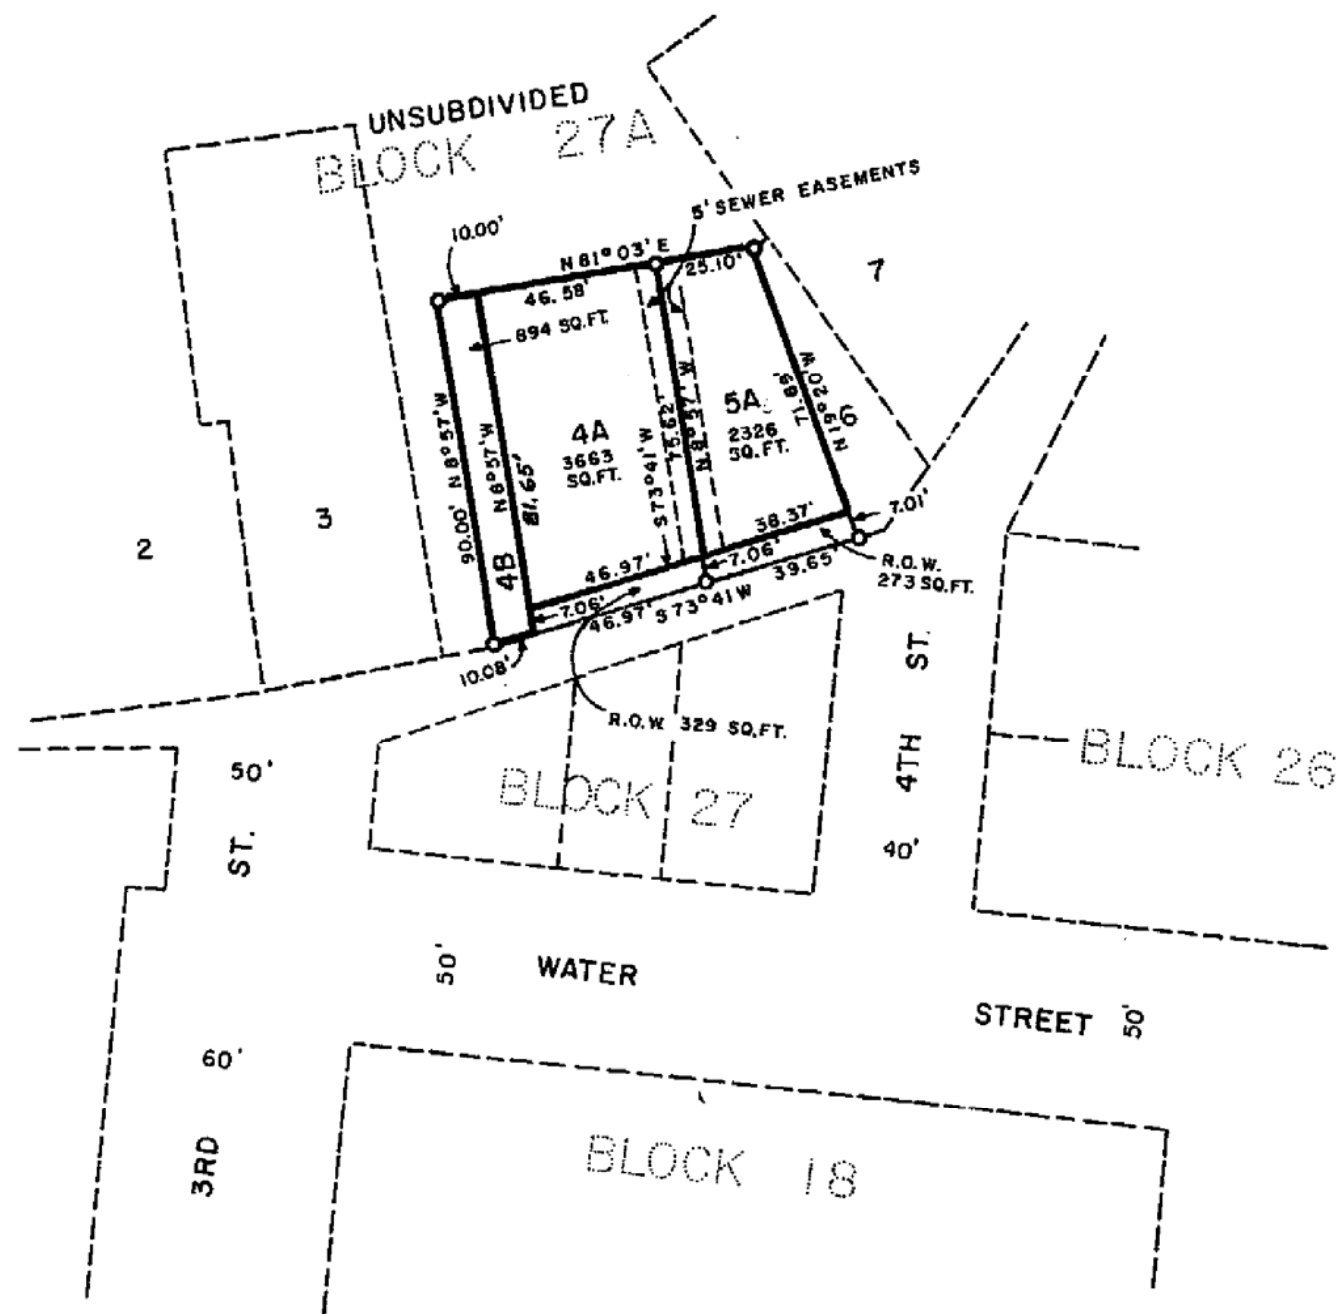 UNSUBDIVIDED
BLOCK 27A
5' SEWER EASEMENTS
10.00'
N 81° 03' E
46.58'
25.10'
7
894 SQ.FT.
90.00' N 8°57'W
N 8°57'W
81.65'
4A
3663
SQ.FT.
S 73°41'W
75.62'
N 8°57' W
5A
2326
SQ.FT.
N 19° 20' W
6
3
2
4B
46.97'
38.37'
7.01'
7.06'
7.06'
39.65'
R.O.W.
273 SQ.FT.
46.97' S 73°41 W
10.08'
R.O.W. 329 SQ.FT.
50'
ST.
BLOCK 27
4TH ST.
40'
BLOCK 26
50'
WATER STREET
50'
60'
3RD
BLOCK 18